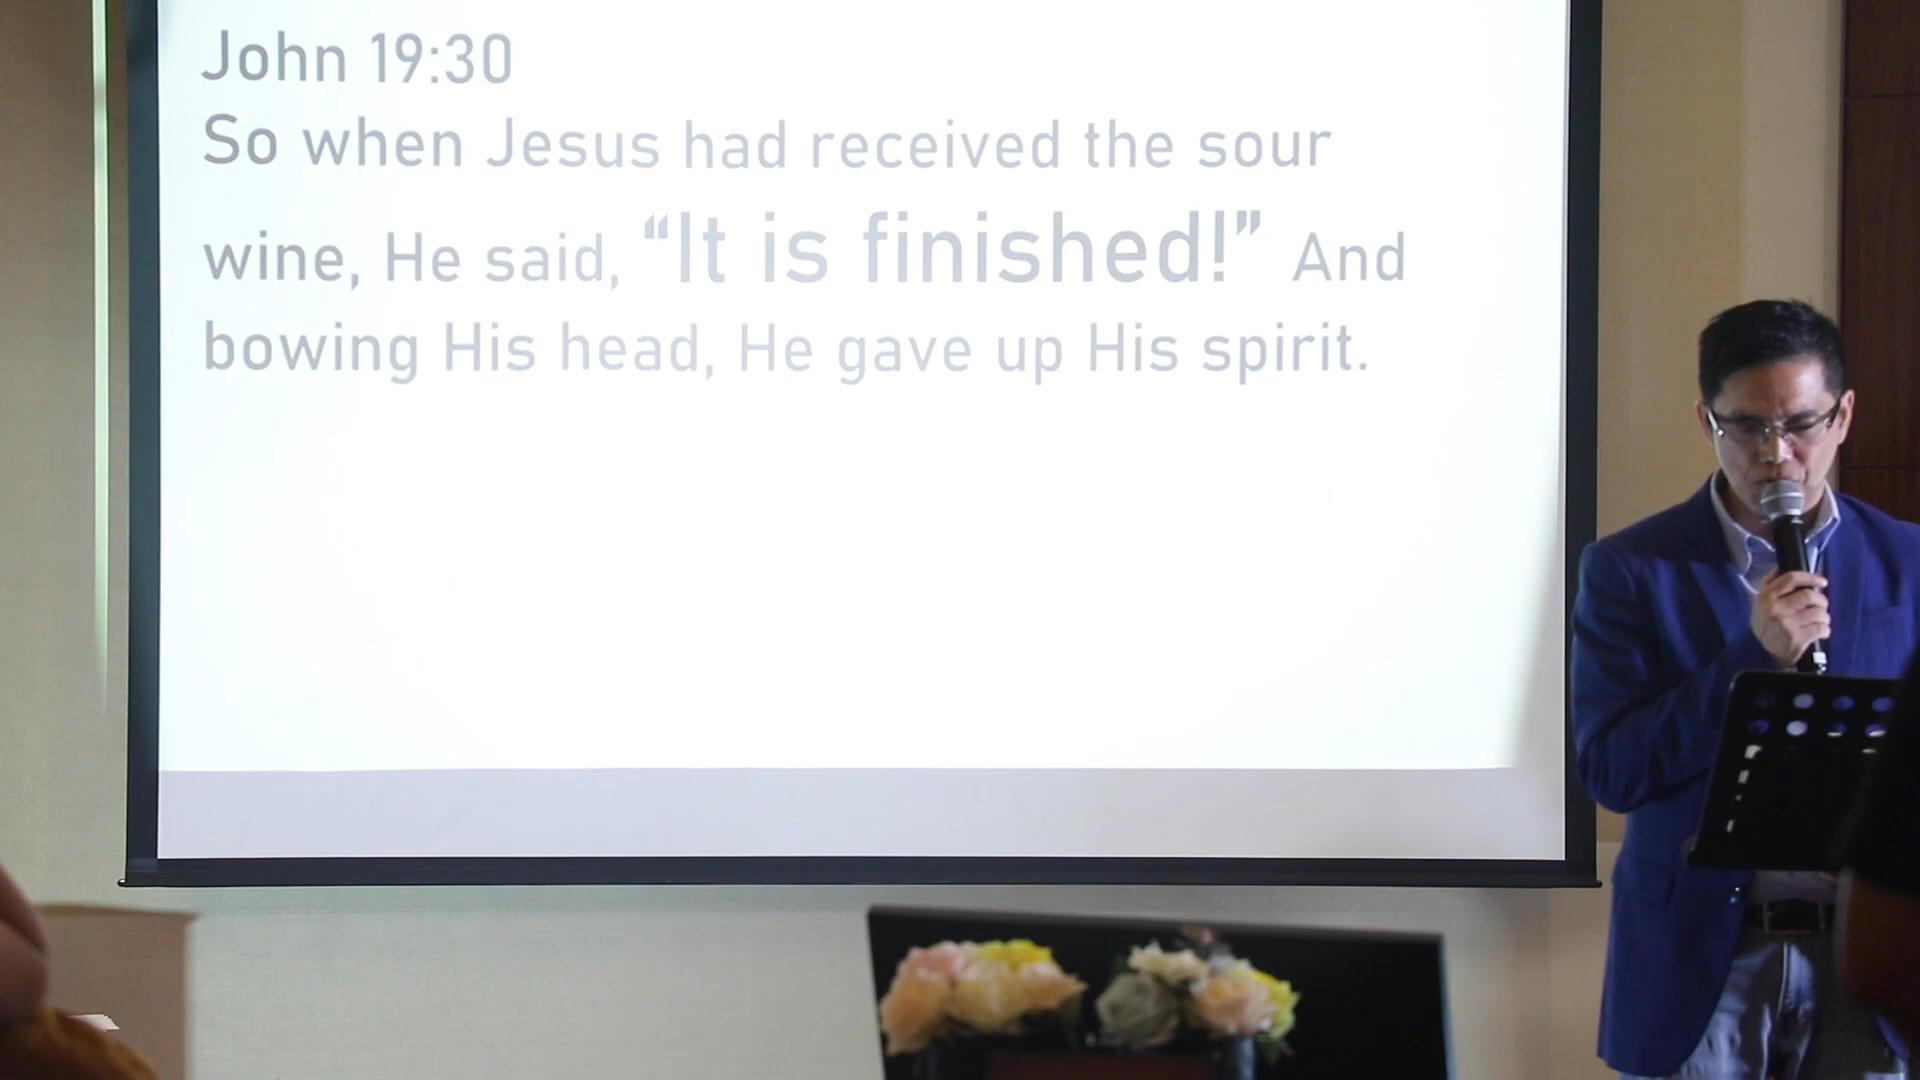 John 19:30
So when Jesus had received the sour
wine, He said, “It is finished!” And
bowing His head, He gave up His spirit.